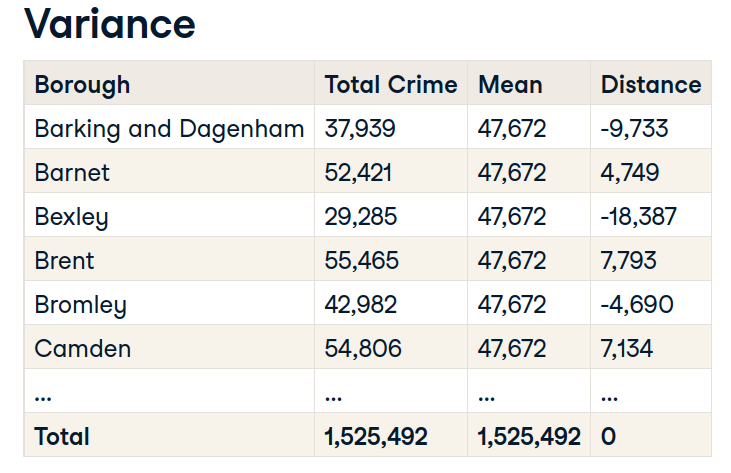 Variance
Borough Total Crime Mean Distance
Barking and Dagenham 37,939 47,672 -9,733
Barnet 52,421 47,672 4,749
Bexley 29,285 47,672 -18,387
Brent 55,465 47,672 7,793
Bromley 42,982 47,672 -4,690
Camden 54,806 47,672 7,134
... ... ... ...
Total 1,525,492 1,525,492 0